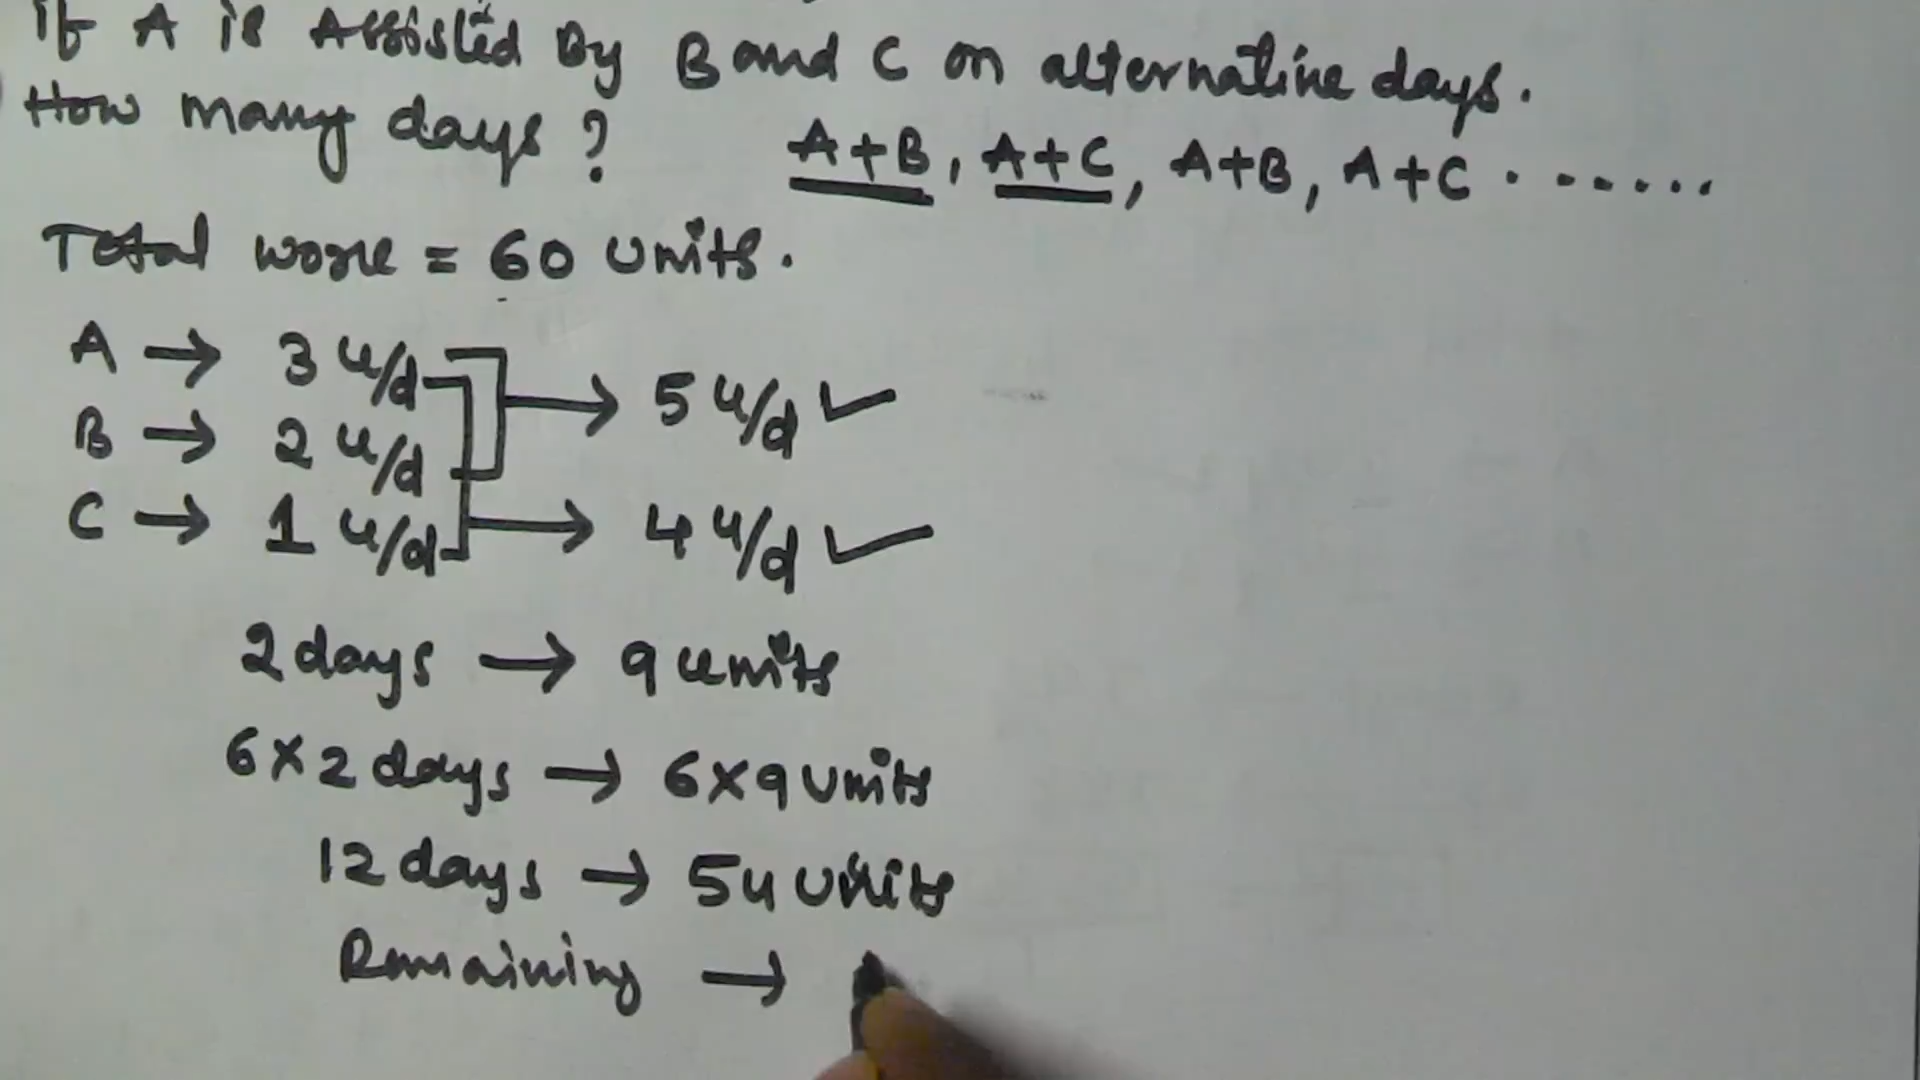 If A is Assisted By B and C on alternative days.
How many days? A+B, A+C, A+B, A+C .......
Total work = 60 units.
A → 3 u/d → 5 u/d ✓
B → 2 u/d
C → 1 u/d → 4 u/d ✓
2 days → 9 units
6×2 days → 6×9 units
12 days → 54 units
Remaining →